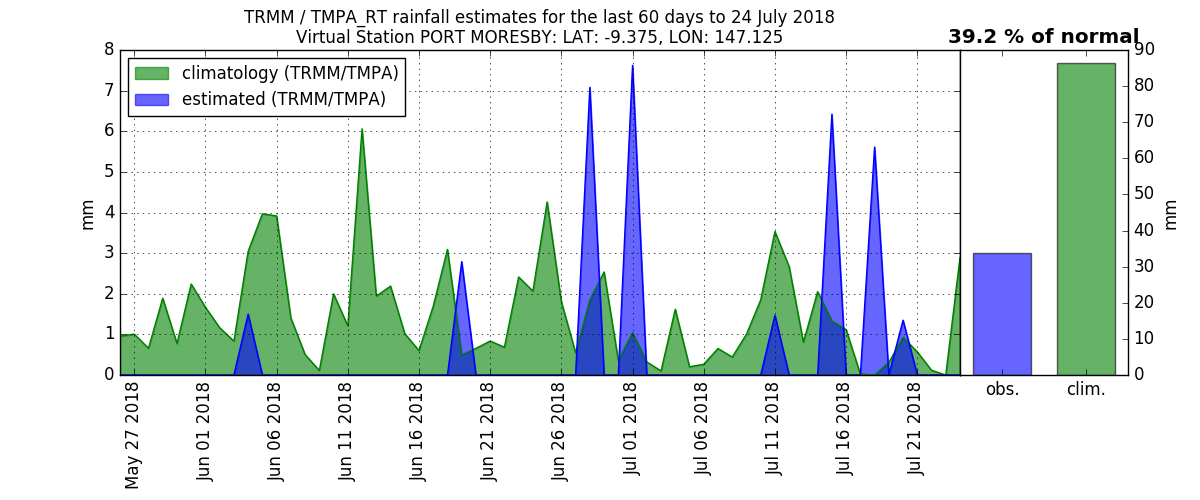 TRMM / TMPA_RT rainfall estimates for the last 60 days to 24 July 2018
Virtual Station PORT MORESBY: LAT: -9.375, LON: 147.125
39.2 % of normal
climatology (TRMM/TMPA)
estimated (TRMM/TMPA)
8
7
6
5
4
3
2
1
0
mm
May 27 2018
Jun 01 2018
Jun 06 2018
Jun 11 2018
Jun 16 2018
Jun 21 2018
Jun 26 2018
Jul 01 2018
Jul 06 2018
Jul 11 2018
Jul 16 2018
Jul 21 2018
obs.
clim.
90
80
70
60
50
40
30
20
10
0
mm